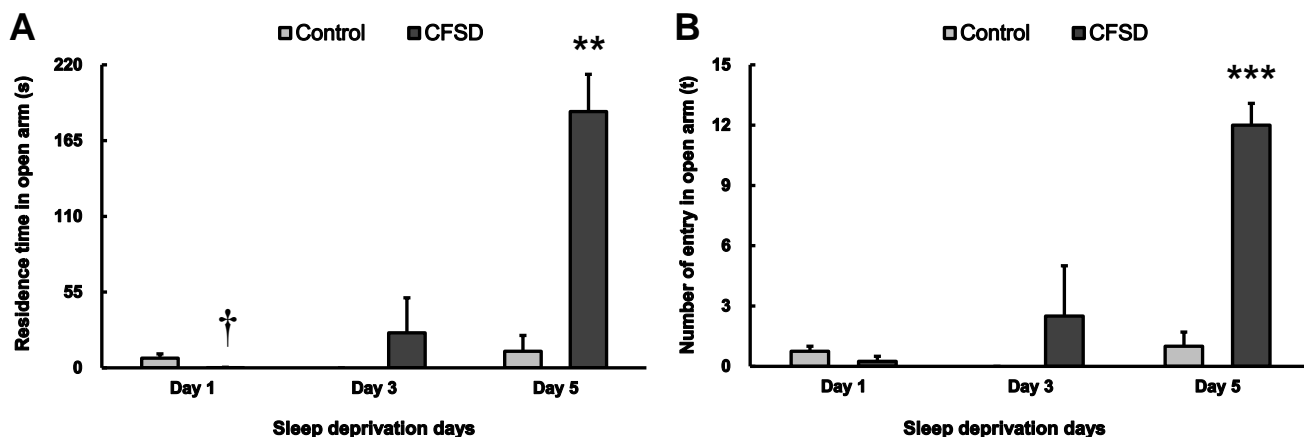 A
Control CFSD
**
220
165
110
55
0
†
Residence time in open arm (s)
Day 1 Day 3 Day 5
Sleep deprivation days
B
Control CFSD
***
15
12
9
6
3
0
Number of entry in open arm (t)
Day 1 Day 3 Day 5
Sleep deprivation days